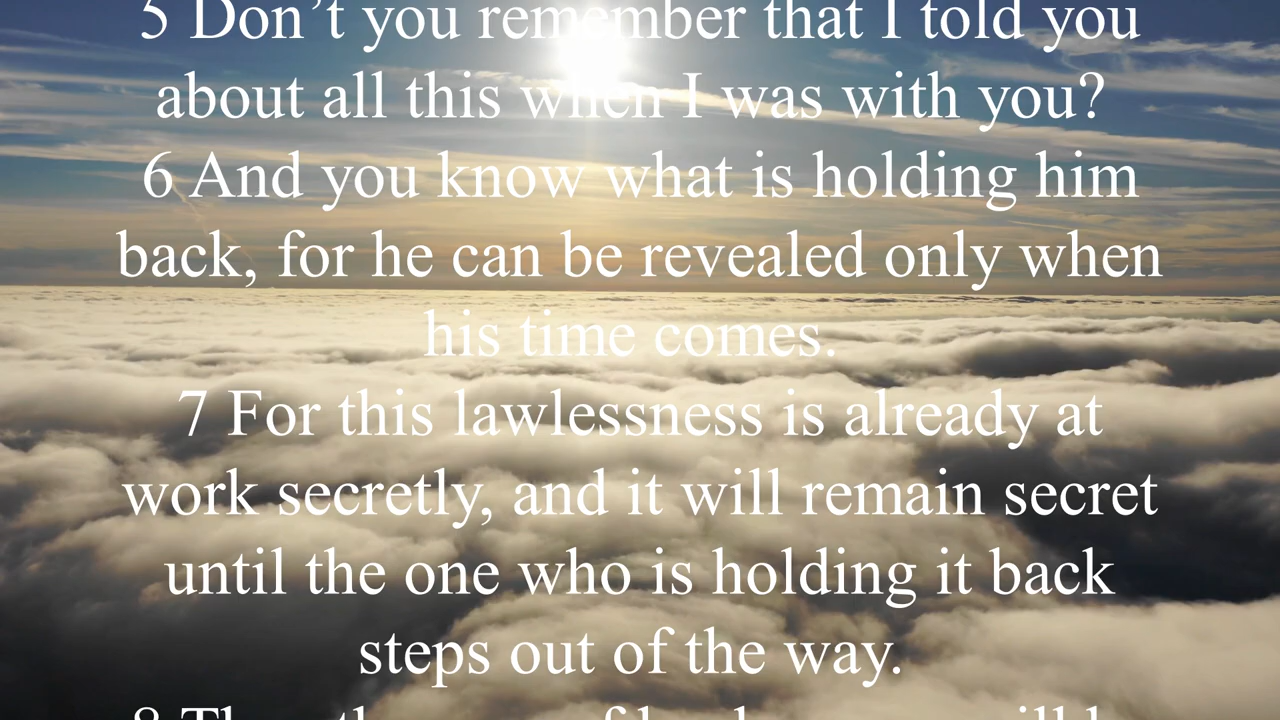 5 Don’t you remember that I told you
about all this when I was with you?
6 And you know what is holding him
back, for he can be revealed only when
his time comes.
7 For this lawlessness is already at
work secretly, and it will remain secret
until the one who is holding it back
steps out of the way.